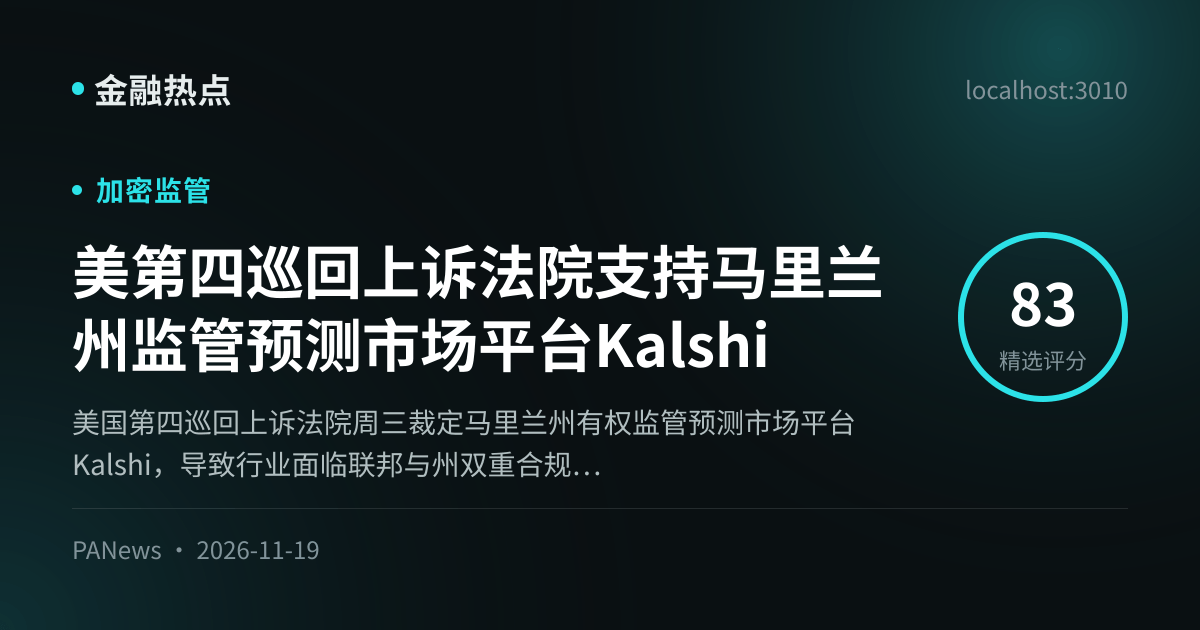 金融热点
localhost:3010
加密监管
美第四巡回上诉法院支持马里兰
州监管预测市场平台Kalshi
83
精选评分
美国第四巡回上诉法院周三裁定马里兰州有权监管预测市场平台
Kalshi，导致行业面临联邦与州双重合规…
PANews • 2026-11-19